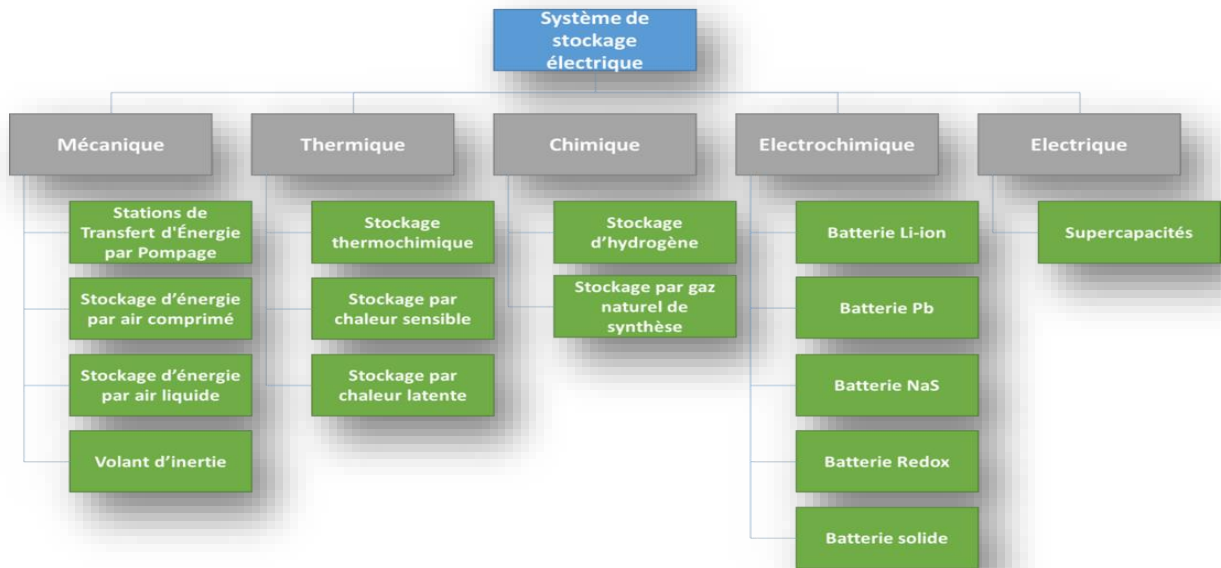 Système de
stockage
électrique
Mécanique
Thermique
Chimique
Electrochimique
Electrique
Stations de
Transfert d'Énergie
par Pompage
Stockage d’énergie
par air comprimé
Stockage d’énergie
par air liquide
Volant d’inertie
Stockage
thermochimique
Stockage par
chaleur sensible
Stockage par
chaleur latente
Stockage
d’hydrogène
Stockage par gaz
naturel de
synthèse
Batterie Li-ion
Batterie Pb
Batterie NaS
Batterie Redox
Batterie solide
Supercapacités